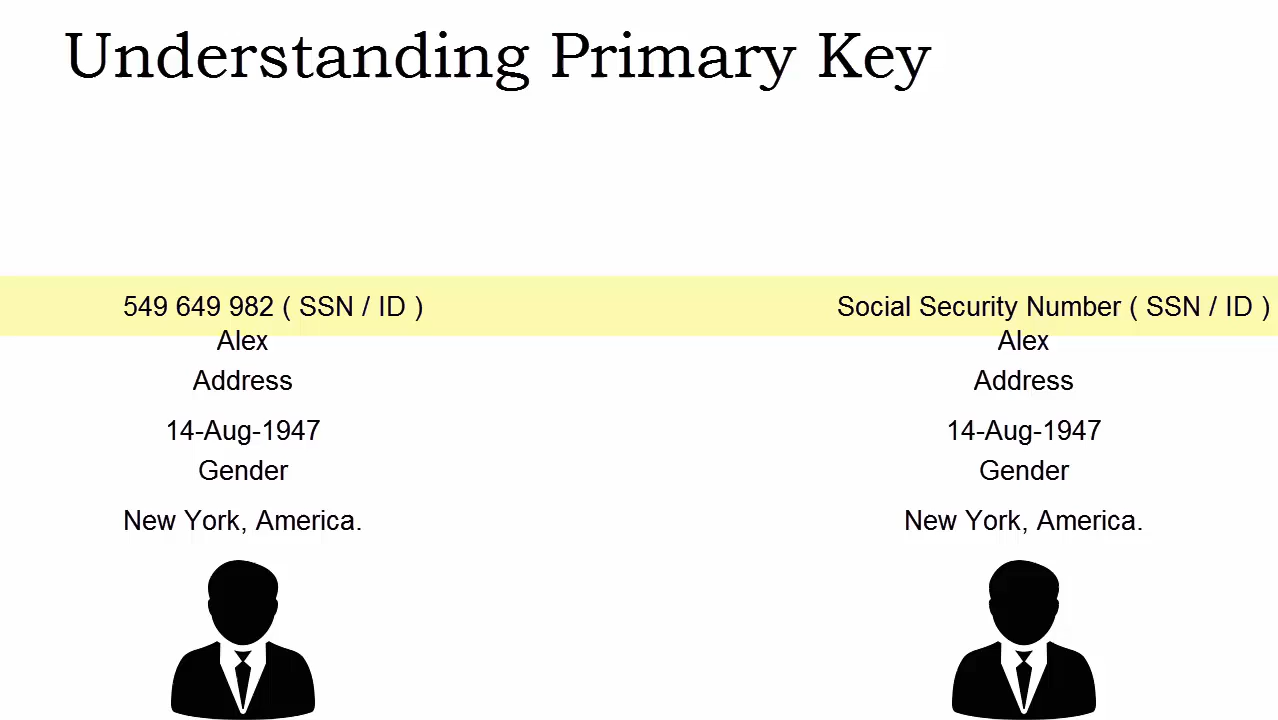 Understanding Primary Key
549 649 982 ( SSN / ID )
Social Security Number ( SSN / ID )
Alex
Alex
Address
Address
14-Aug-1947
14-Aug-1947
Gender
Gender
New York, America.
New York, America.